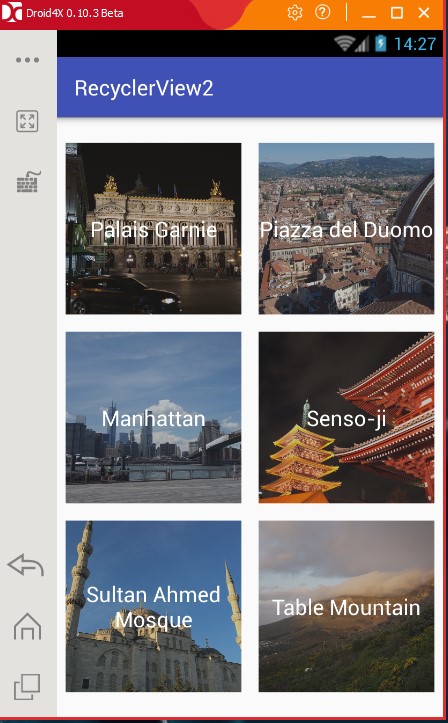 Droid4X 0.10.3 Beta
14:27
RecyclerView2
Palais Garnie
Piazza del Duomo
Manhattan
Senso-ji
Sultan Ahmed
Mosque
Table Mountain